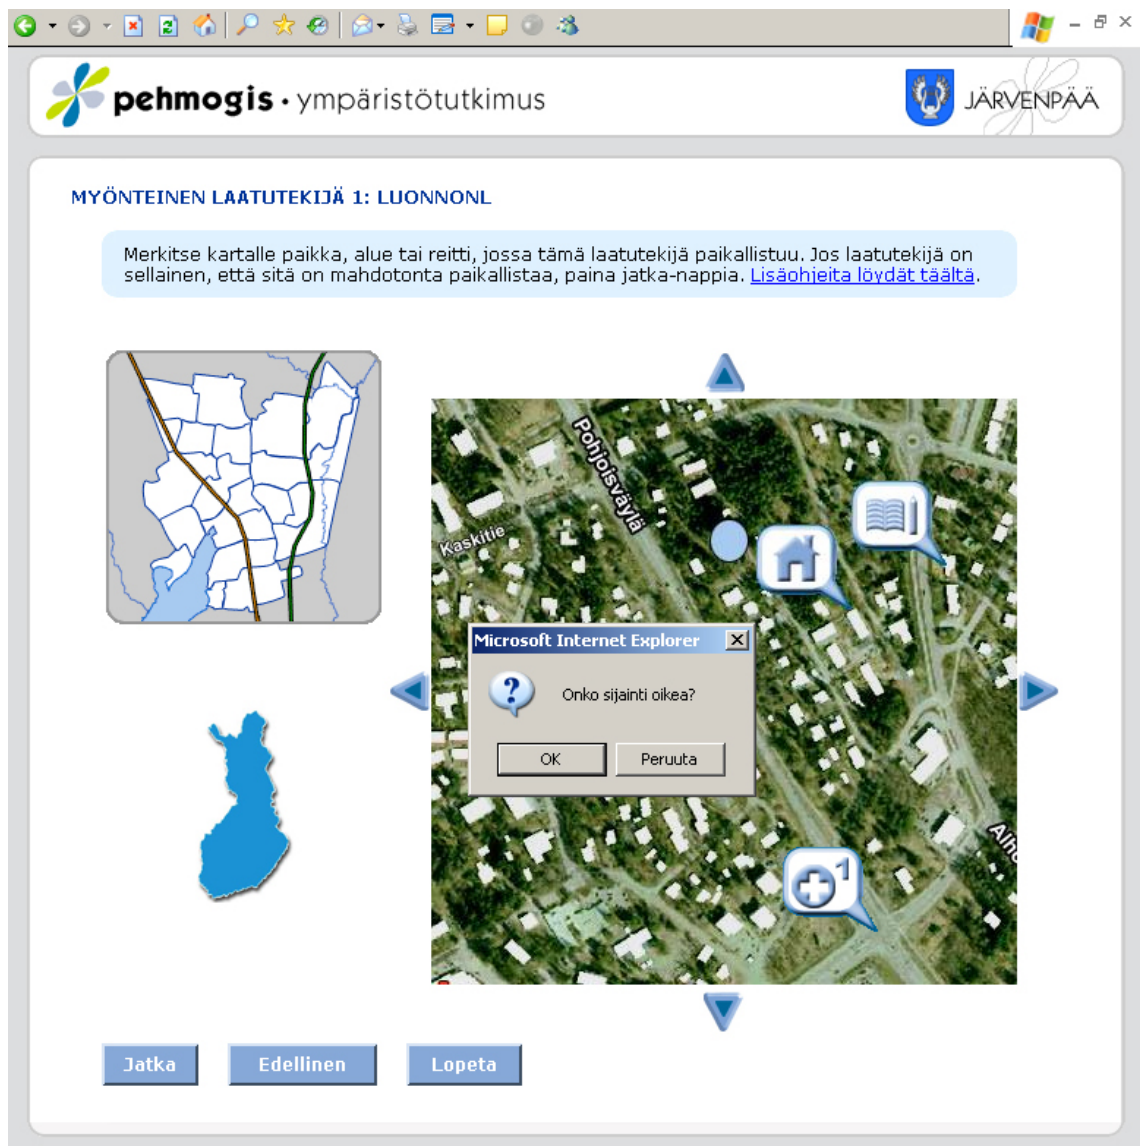 pehmogis · ympäristötutkimus
JÄRVENPÄÄ
MYÖNTEINEN LAATUTEKIJÄ 1: LUONNONL
Merkitse kartalle paikka, alue tai reitti, jossa tämä laatutekijä paikallistuu. Jos laatutekijä on
sellainen, että sitä on mahdotonta paikallistaa, paina jatka-nappia. Lisäohjeita löydät täältä.
Pohjoisväylä
Kaskitie
Microsoft Internet Explorer
Onko sijainti oikea?
OK Peruuta
Alho
1
Jatka Edellinen Lopeta